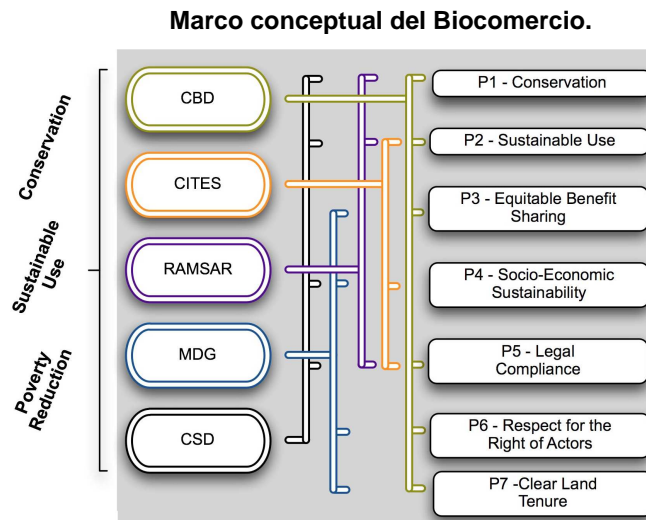 Marco conceptual del Biocomercio.
Conservation
Sustainable
Use
Poverty
Reduction
CBD
CITES
RAMSAR
MDG
CSD
P1 - Conservation
P2 - Sustainable Use
P3 - Equitable Benefit
Sharing
P4 - Socio-Economic
Sustainability
P5 - Legal
Compliance
P6 - Respect for the
Right of Actors
P7 -Clear Land
Tenure